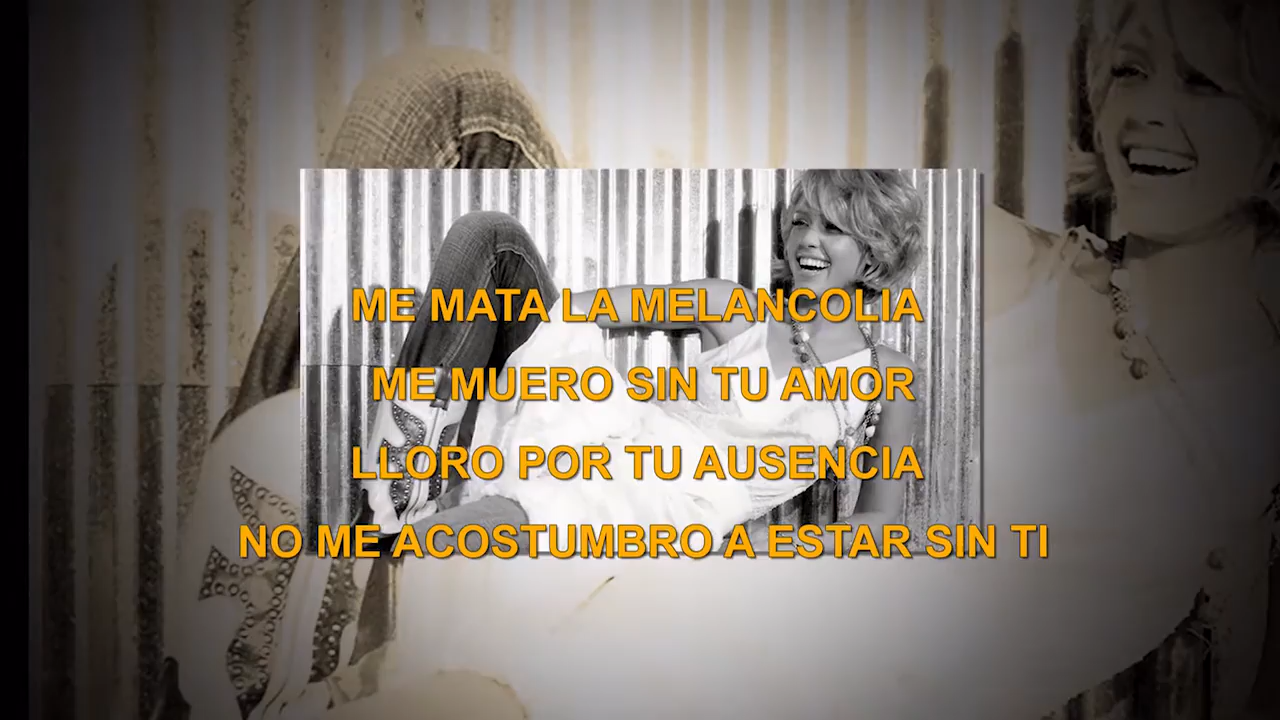 ME MATA LA MELANCOLIA
ME MUERO SIN TU AMOR
LLORO POR TU AUSENCIA
NO ME ACOSTUMBRO A ESTAR SIN TI